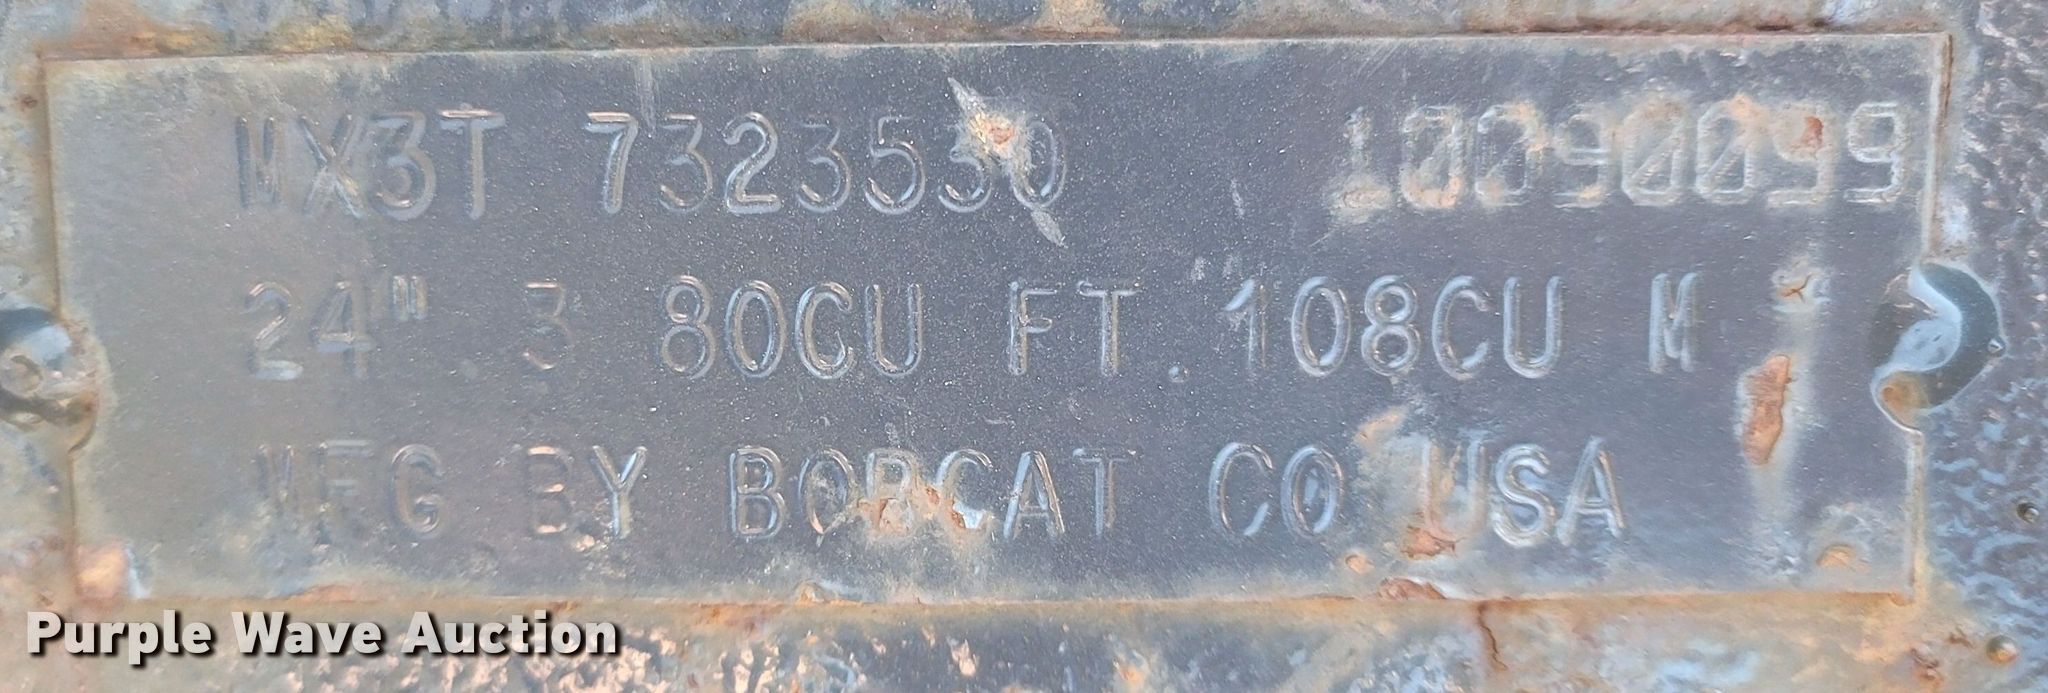 MX3T 7323530 10090099
24" 3 80CU FT. 108CU M
MFG BY BOBCAT CO USA
Purple Wave Auction